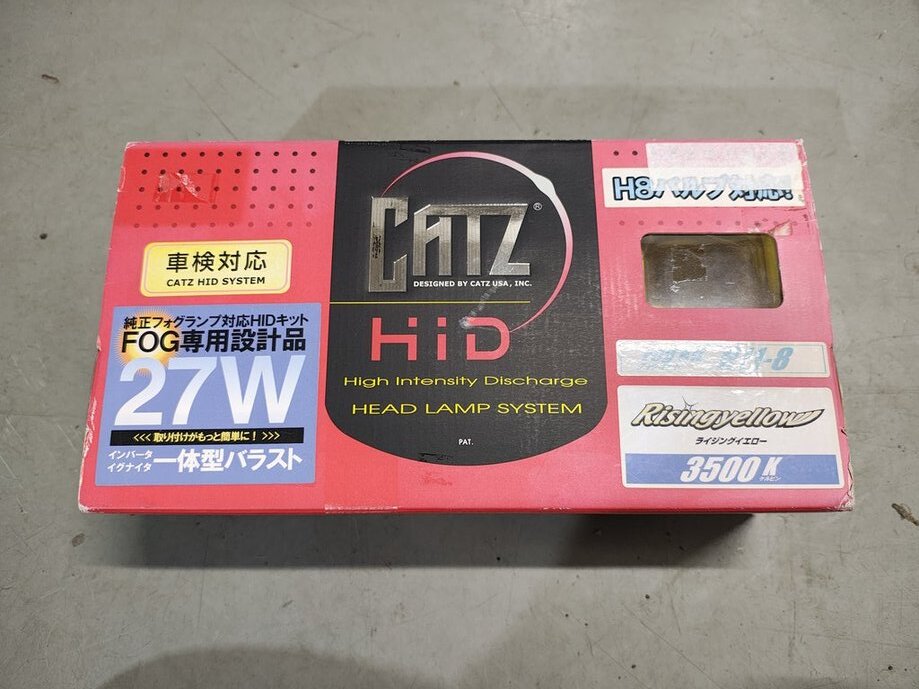 車検対応
CATZ HID SYSTEM
純正フォグランプ対応HIDキット
FOG専用設計品
27W
<<< 取り付けがもっと簡単に! >>>
インバータ
イグナイタ
一体型バラスト
CATZ®
DESIGNED BY CATZ USA, INC.
HiD
High Intensity Discharge
HEAD LAMP SYSTEM
PAT.
H8バルブ対応!
Risingyellow
ライジングイエロー
3500K
ケルビン